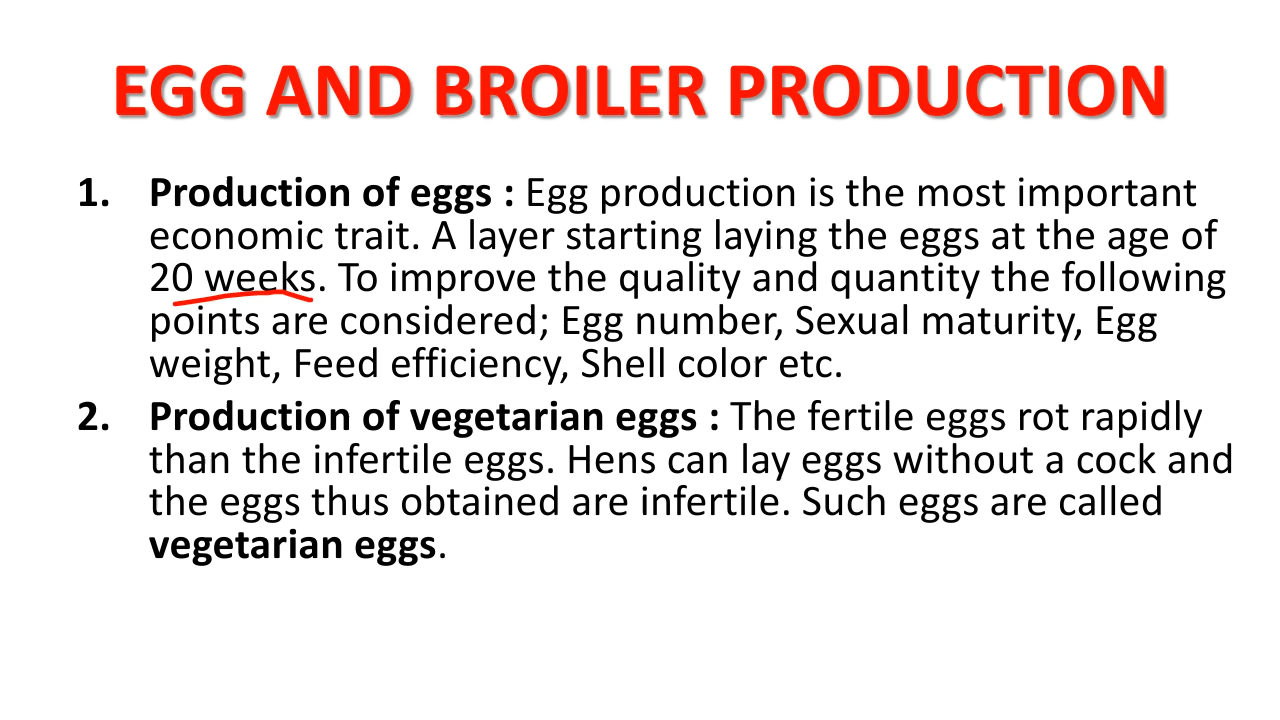 EGG AND BROILER PRODUCTION
1. Production of eggs : Egg production is the most important
economic trait. A layer starting laying the eggs at the age of
20 weeks. To improve the quality and quantity the following
points are considered; Egg number, Sexual maturity, Egg
weight, Feed efficiency, Shell color etc.
2. Production of vegetarian eggs : The fertile eggs rot rapidly
than the infertile eggs. Hens can lay eggs without a cock and
the eggs thus obtained are infertile. Such eggs are called
vegetarian eggs.